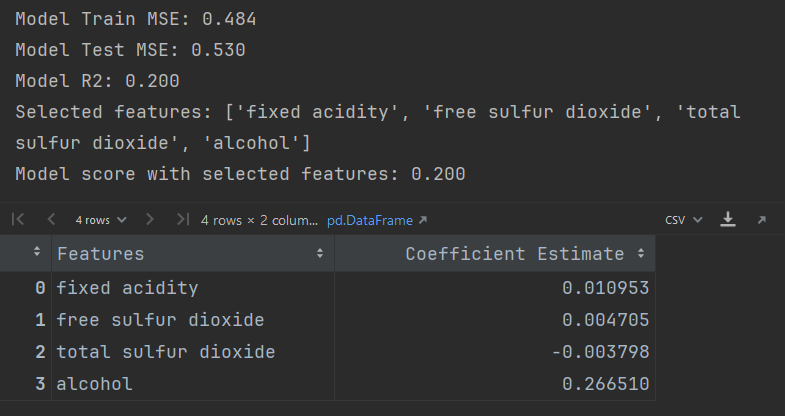 Model Train MSE: 0.484
Model Test MSE: 0.530
Model R2: 0.200
Selected features: ['fixed acidity', 'free sulfur dioxide', 'total
sulfur dioxide', 'alcohol']
Model score with selected features: 0.200
4 rows 4 rows × 2 colum... pd.DataFrame CSV
Features Coefficient Estimate
0 fixed acidity 0.010953
1 free sulfur dioxide 0.004705
2 total sulfur dioxide -0.003798
3 alcohol 0.266510